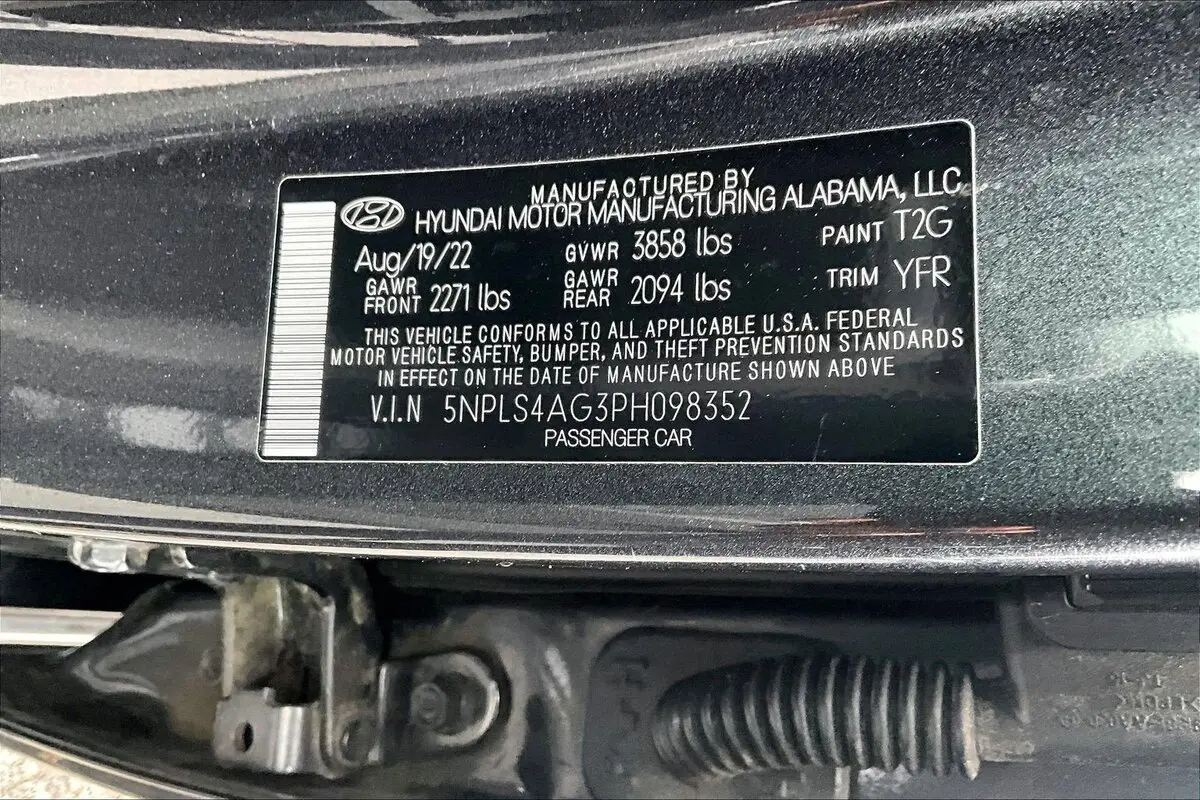 MANUFACTURED BY
HYUNDAI MOTOR MANUFACTURING ALABAMA, LLC
Aug/19/22 GVWR 3858 lbs PAINT T2G
GAWR FRONT 2271 lbs GAWR REAR 2094 lbs TRIM YFR
THIS VEHICLE CONFORMS TO ALL APPLICABLE U.S.A. FEDERAL
MOTOR VEHICLE SAFETY, BUMPER, AND THEFT PREVENTION STANDARDS
IN EFFECT ON THE DATE OF MANUFACTURE SHOWN ABOVE
V.I.N 5NPLS4AG3PH098352
PASSENGER CAR